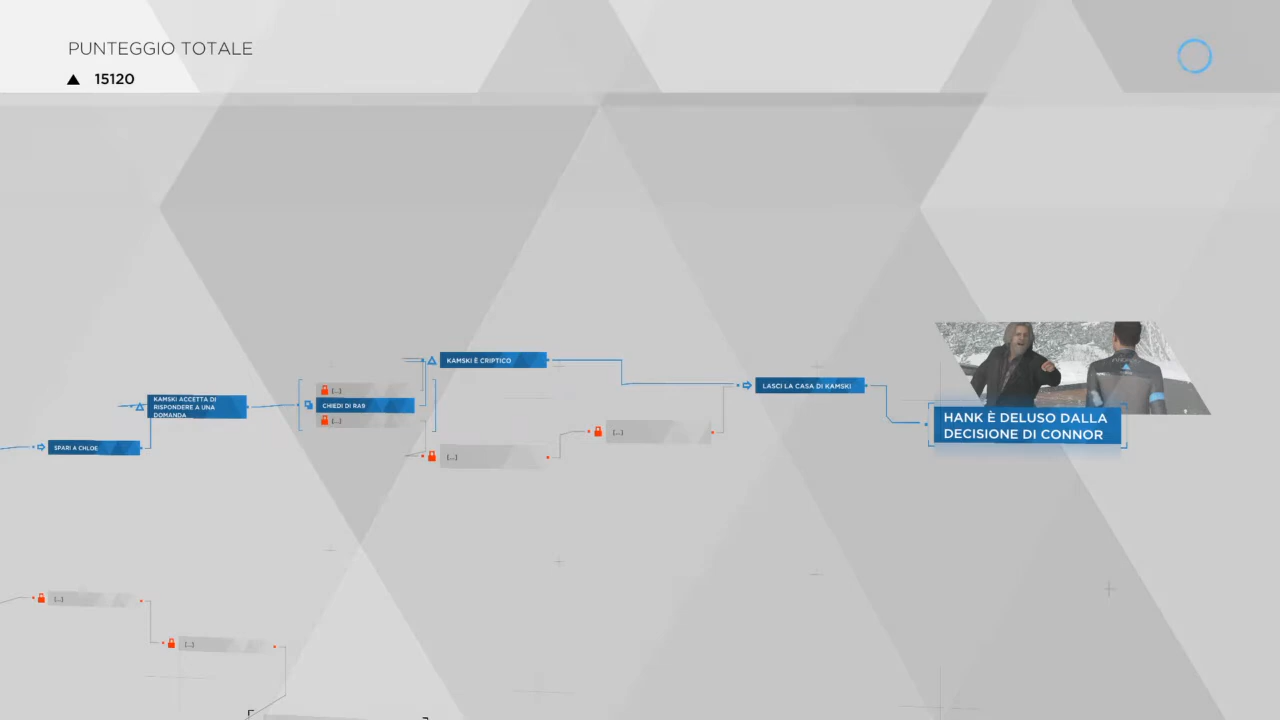 PUNTEGGIO TOTALE
15120
[...]
KAMSKI È CRIPTICO
LASCI LA CASA DI KAMSKI
KAMSKI ACCETTA DI
RISPONDERE A UNA
DOMANDA
CHIEDI DI RA9
[...]
[...]
HANK È DELUSO DALLA
DECISIONE DI CONNOR
SPARI A CHLOE
[...]
[...]
[...]